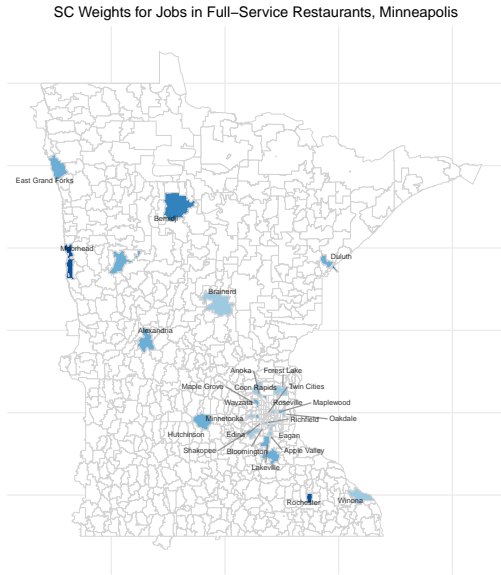 SC Weights for Jobs in Full−Service Restaurants, Minneapolis
East Grand Forks
Bemidji
Moorhead
Duluth
Brainerd
Alexandria
Anoka
Forest Lake
Maple Grove
Coon Rapids
Twin Cities
Wayzata
Roseville
Maplewood
Minnetonka
Richfield
Oakdale
Hutchinson
Edina
Eagan
Shakopee
Bloomington
Apple Valley
Lakeville
Rochester
Winona